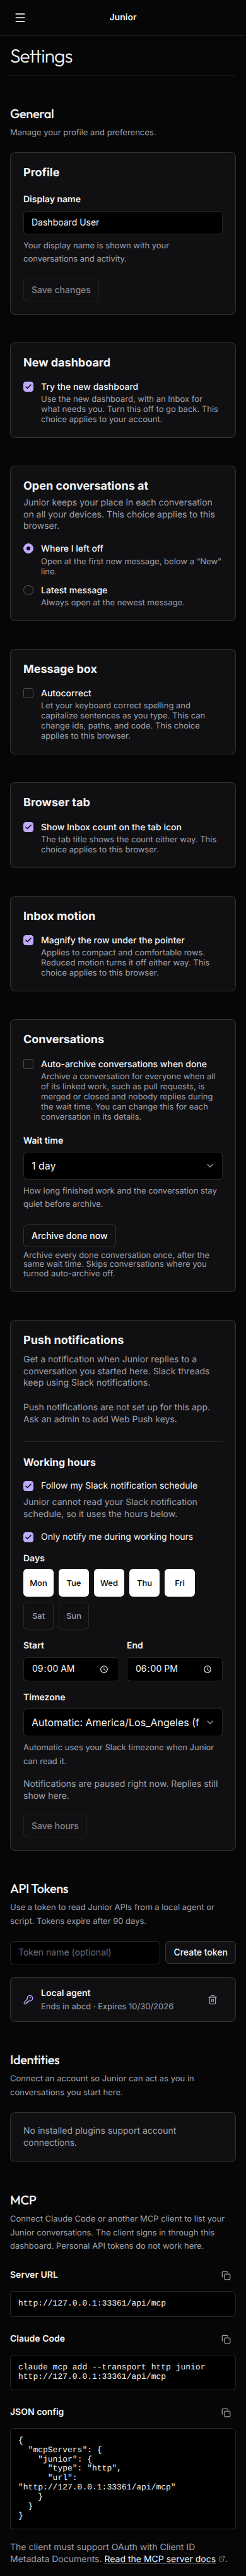 Junior
Settings
General
Manage your profile and preferences.
Profile
Display name
Dashboard User
Your display name is shown with your
conversations and activity.
Save changes
New dashboard
Try the new dashboard
Use the new dashboard, with an Inbox for
what needs you. Turn this off to go back. This
choice applies to your account.
Open conversations at
Junior keeps your place in each conversation
on all your devices. This choice applies to this
browser.
Where I left off
Open at the first new message, below a "New"
line.
Latest message
Always open at the newest message.
Message box
Autocorrect
Let your keyboard correct spelling and
capitalize sentences as you type. This can
change ids, paths, and code. This choice
applies to this browser.
Browser tab
Show Inbox count on the tab icon
The tab title shows the count either way. This
choice applies to this browser.
Inbox motion
Magnify the row under the pointer
Applies to compact and comfortable rows.
Reduced motion turns it off either way. This
choice applies to this browser.
Conversations
Auto-archive conversations when done
Archive a conversation for everyone when all
of its linked work, such as pull requests, is
merged or closed and nobody replies during
the wait time. You can change this for each
conversation in its details.
Wait time
1 day
How long finished work and the conversation stay
quiet before archive.
Archive done now
Archive every done conversation once, after the
same wait time. Skips conversations where you
turned auto-archive off.
Push notifications
Get a notification when Junior replies to a
conversation you started here. Slack threads
keep using Slack notifications.
Push notifications are not set up for this app.
Ask an admin to add Web Push keys.
Working hours
Follow my Slack notification schedule
Junior cannot read your Slack notification
schedule, so it uses the hours below.
Only notify me during working hours
Days
Mon Tue Wed Thu Fri
Sat Sun
Start End
09:00 AM 06:00 PM
Timezone
Automatic: America/Los_Angeles (f
Automatic uses your Slack timezone when Junior
can read it.
Notifications are paused right now. Replies still
show here.
Save hours
API Tokens
Use a token to read Junior APIs from a local agent or
script. Tokens expire after 90 days.
Token name (optional) Create token
Local agent
Ends in abcd · Expires 10/30/2026
Identities
Connect an account so Junior can act as you in
conversations you start here.
No installed plugins support account
connections.
MCP
Connect Claude Code or another MCP client to list your
Junior conversations. The client signs in through this
dashboard. Personal API tokens do not work here.
Server URL
http://127.0.0.1:33361/api/mcp
Claude Code
claude mcp add --transport http junior
http://127.0.0.1:33361/api/mcp
JSON config
{
"mcpServers": {
"junior": {
"type": "http",
"url":
"http://127.0.0.1:33361/api/mcp"
}
}
}
The client must support OAuth with Client ID
Metadata Documents. Read the MCP server docs.